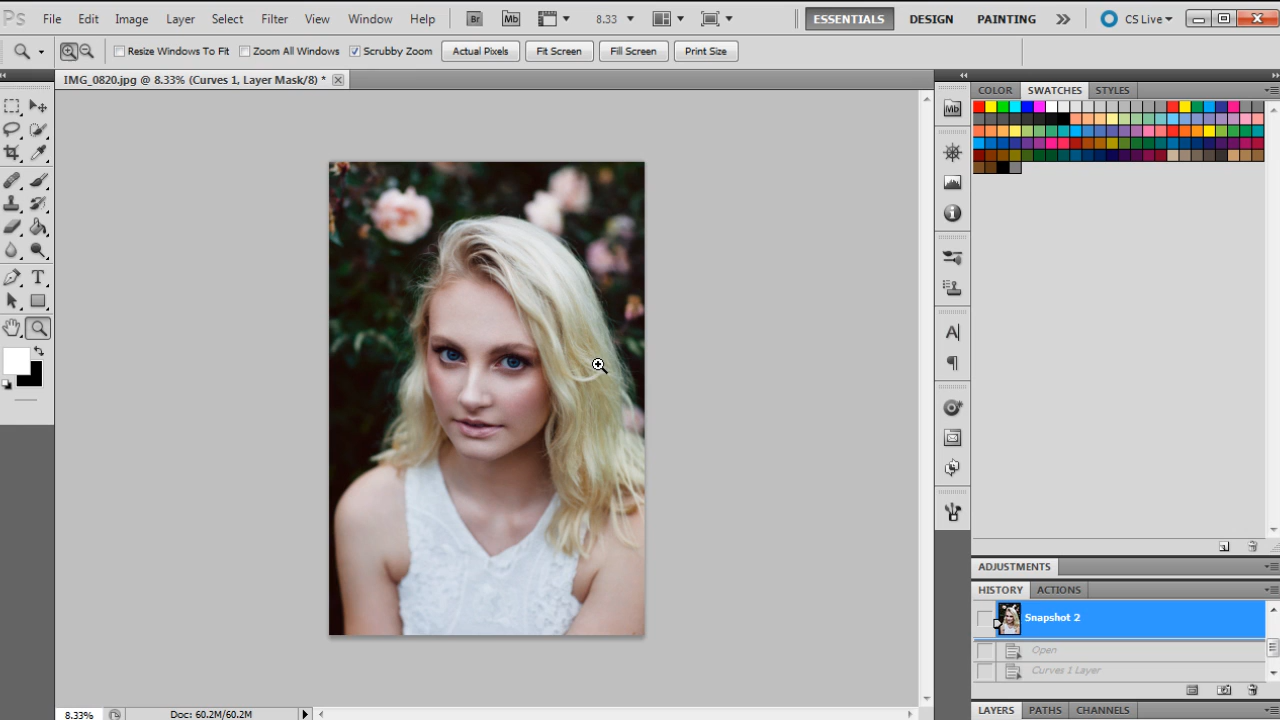 Ps File Edit Image Layer Select Filter View Window Help Br Mb 8.33 ESSENTIALS DESIGN PAINTING CS Live
Resize Windows To Fit Zoom All Windows Scrubby Zoom Actual Pixels Fit Screen Fill Screen Print Size
IMG_0820.jpg @ 8.33% (Curves 1, Layer Mask/8) *
COLOR SWATCHES STYLES
Mb
ADJUSTMENTS
HISTORY ACTIONS
Snapshot 2
Open
Curves 1 Layer
LAYERS PATHS CHANNELS
8.33% Doc: 60.2M/60.2M